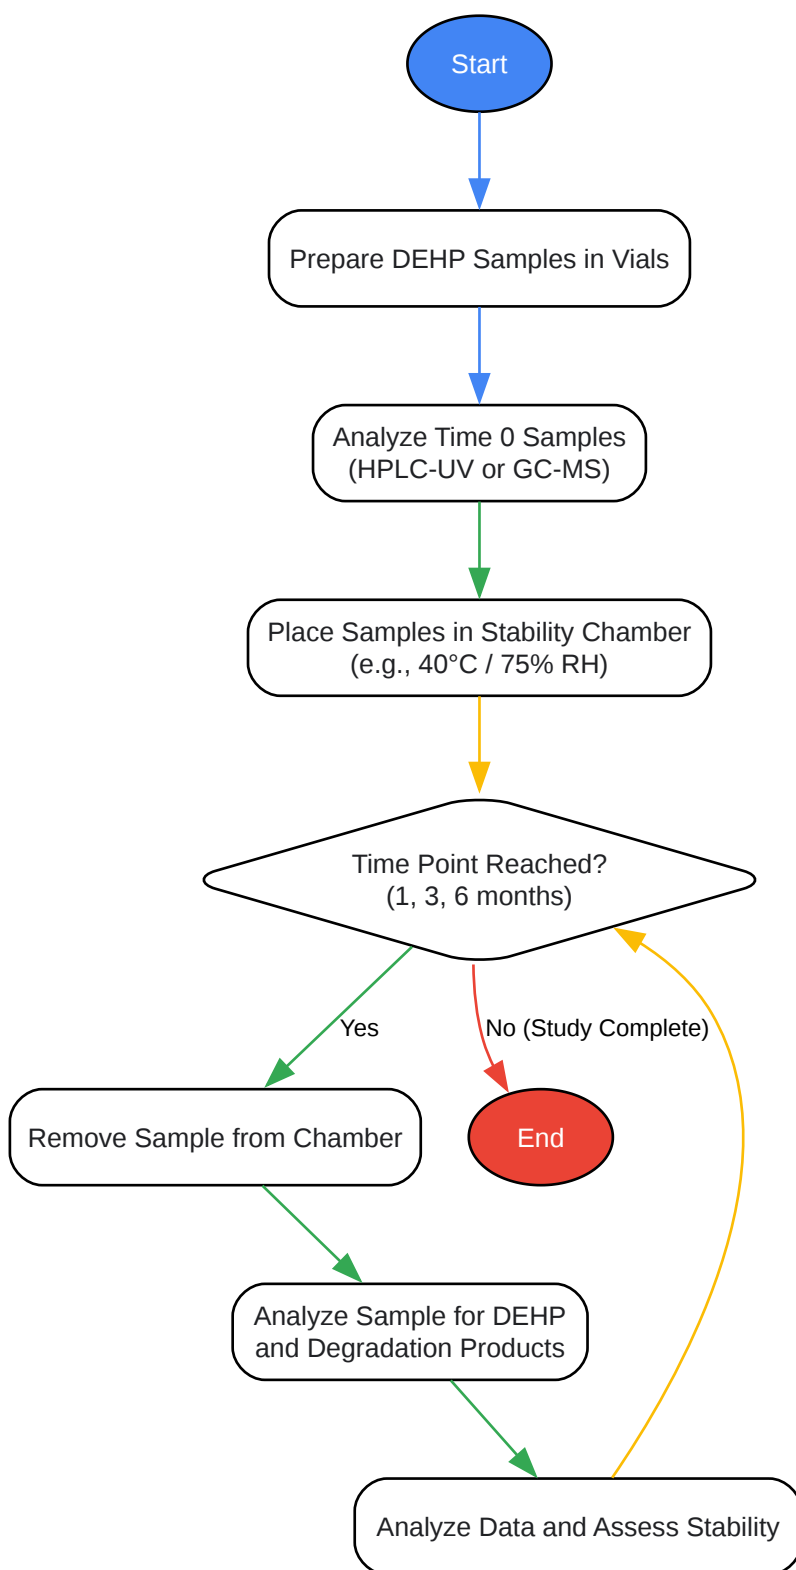 Start
Prepare DEHP Samples in Vials
Analyze Time 0 Samples
(HPLC-UV or GC-MS)
Place Samples in Stability Chamber
(e.g., 40°C / 75% RH)
Time Point Reached?
(1, 3, 6 months)
Yes
No (Study Complete)
Remove Sample from Chamber
End
Analyze Sample for DEHP
and Degradation Products
Analyze Data and Assess Stability